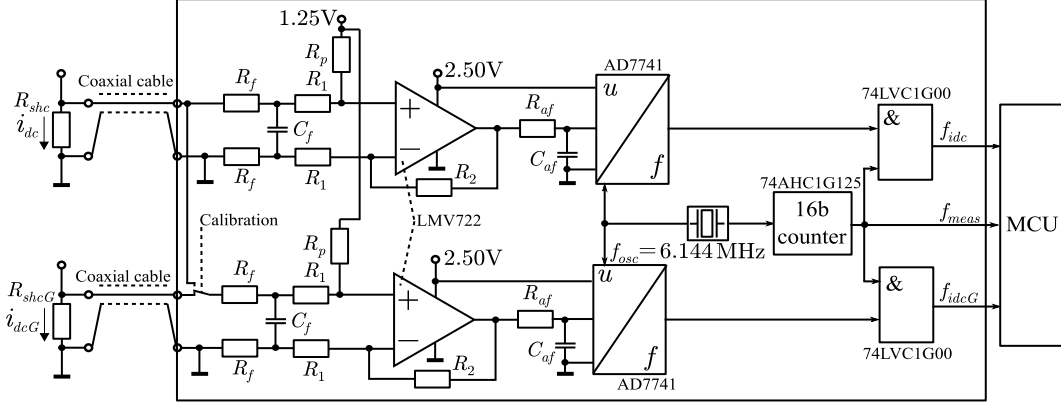 1.25V
R_p
Coaxial cable
R_f
R_1
2.50V
AD7741
u
f
R_shc
i_dc
C_f
R_af
C_af
R_f
R_1
R_2
+
−
74LVC1G00
&
f_idc
74AHC1G125
16b
counter
f_meas
MCU
Calibration
LMV722
f_osc = 6.144 MHz
R_p
Coaxial cable
R_f
R_1
2.50V
u
f
R_shcG
i_dcG
C_f
R_af
C_af
R_f
R_1
R_2
+
−
AD7741
&
f_idcG
74LVC1G00